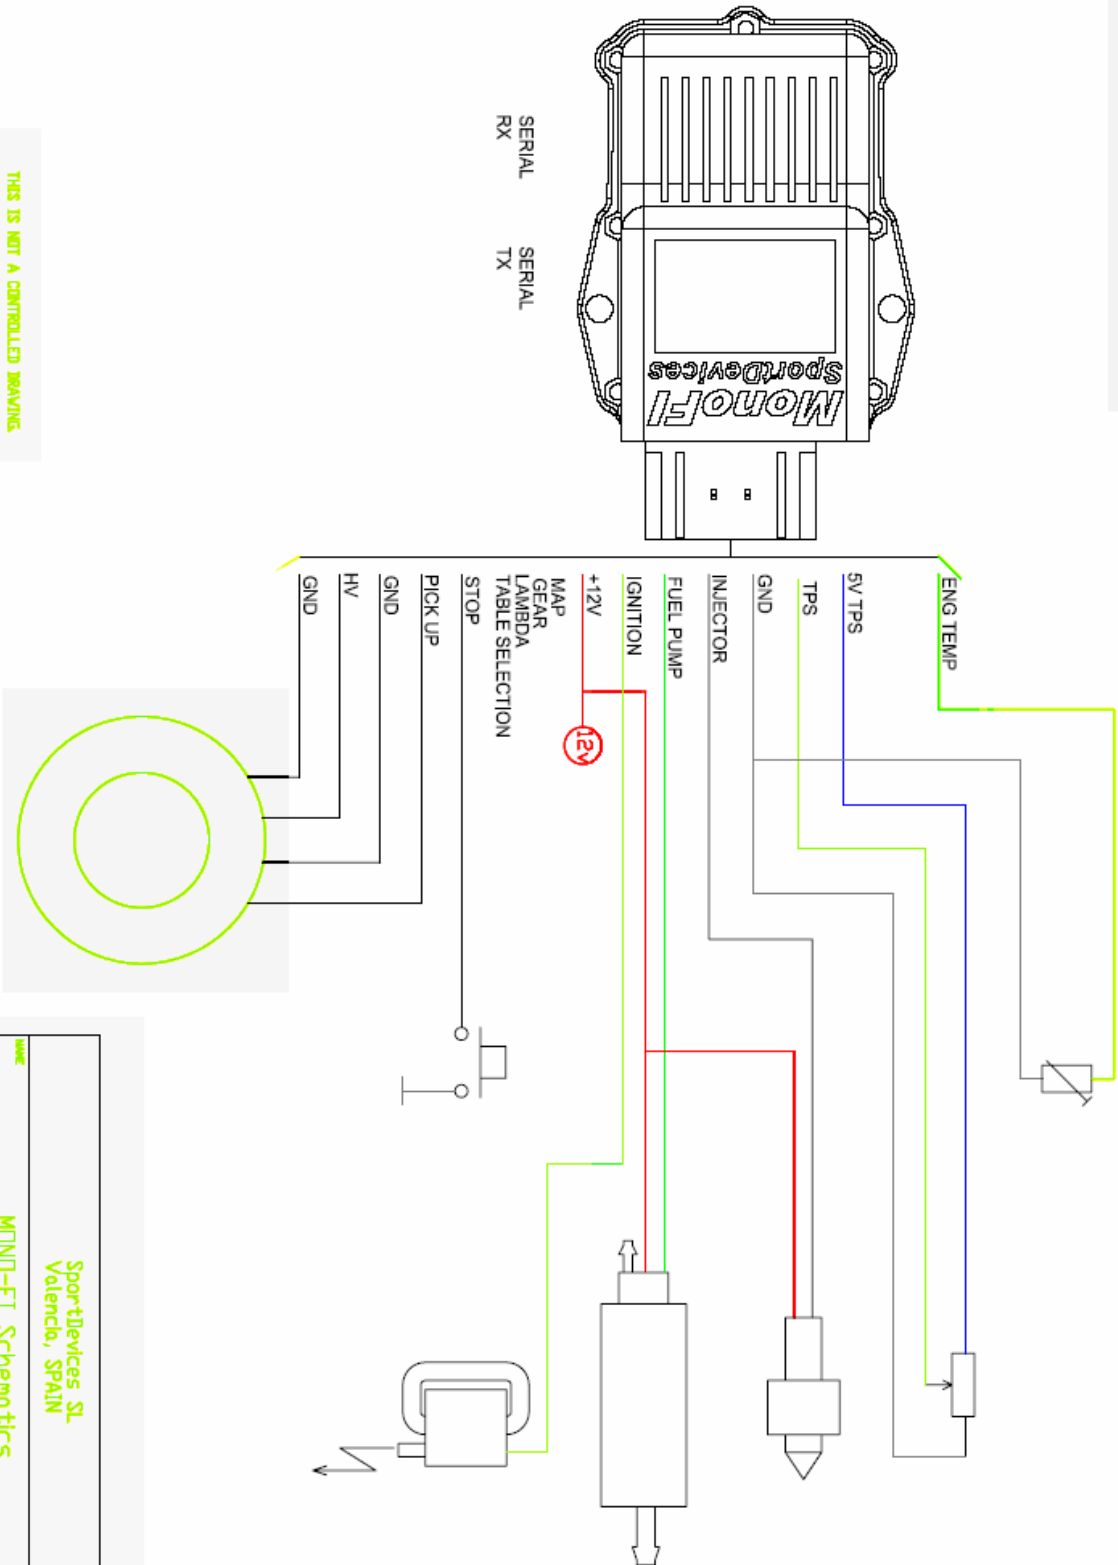 SERIAL
RX
SERIAL
TX
MonoFI
SportDevices
ENG TEMP
5V TPS
TPS
GND
INJECTOR
FUEL PUMP
IGNITION
+12V
12v
MAP
GEAR
LAMBDA
TABLE SELECTION
STOP
PICK UP
GND
HV
GND
THIS IS NOT A CONTROLLED DRAWING.
SportDevices SL
Valencia, SPAIN
NAME
MONO-FI Schematics